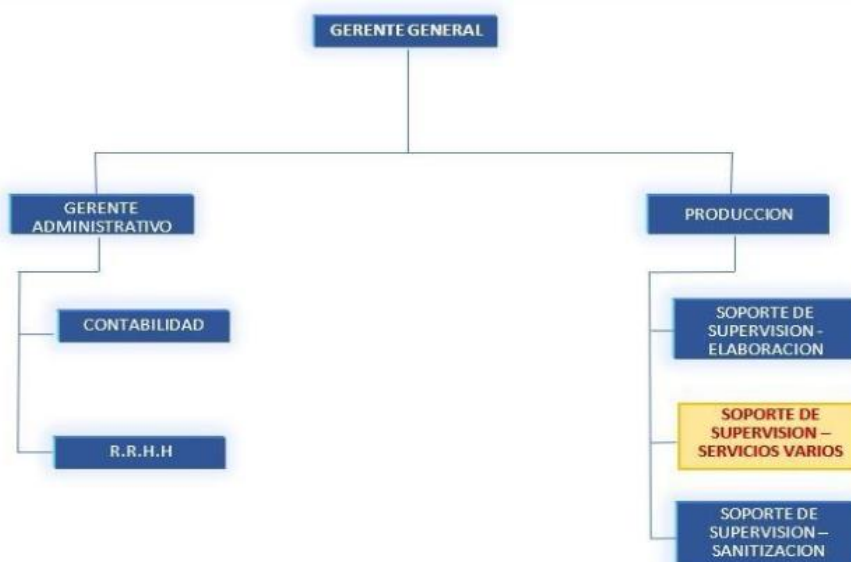 GERENTE GENERAL
GERENTE
ADMINISTRATIVO
CONTABILIDAD
R.R.H.H
PRODUCCION
SOPORTE DE
SUPERVISION -
ELABORACION
SOPORTE DE
SUPERVISION –
SERVICIOS VARIOS
SOPORTE DE
SUPERVISION –
SANITIZACION